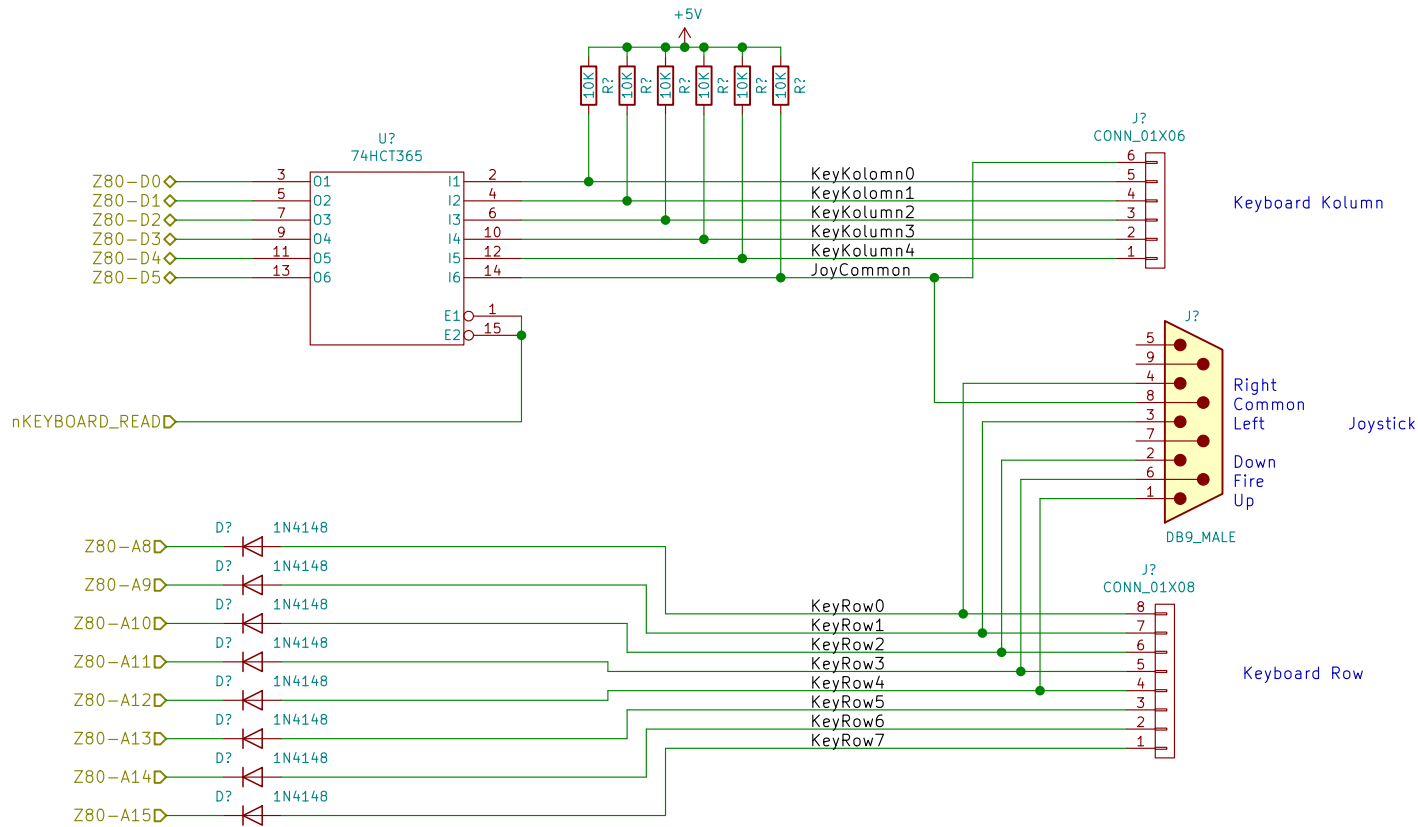 +5V
10K R? 10K R? 10K R? 10K R? 10K R? 10K R?
U?
74HCT365
Z80-D0 3 O1 I1 2 KeyKolomn0
Z80-D1 5 O2 I2 4 KeyKolomn1
Z80-D2 7 O3 I3 6 KeyKolumn2
Z80-D3 9 O4 I4 10 KeyKolumn3
Z80-D4 11 O5 I5 12 KeyKolumn4
Z80-D5 13 O6 I6 14 JoyCommon
E1 1
E2 15
nKEYBOARD_READ
J?
CONN_01X06
6
5
4
3
2
1
Keyboard Kolumn
J?
5
9
4 Right
8 Common
3 Left
7
2 Down
6 Fire
1 Up
Joystick
DB9_MALE
D? 1N4148
Z80-A8
D? 1N4148
Z80-A9
D? 1N4148
Z80-A10
D? 1N4148
Z80-A11
D? 1N4148
Z80-A12
D? 1N4148
Z80-A13
D? 1N4148
Z80-A14
D? 1N4148
Z80-A15
J?
CONN_01X08
KeyRow0 8
KeyRow1 7
KeyRow2 6
KeyRow3 5
KeyRow4 4
KeyRow5 3
KeyRow6 2
KeyRow7 1
Keyboard Row